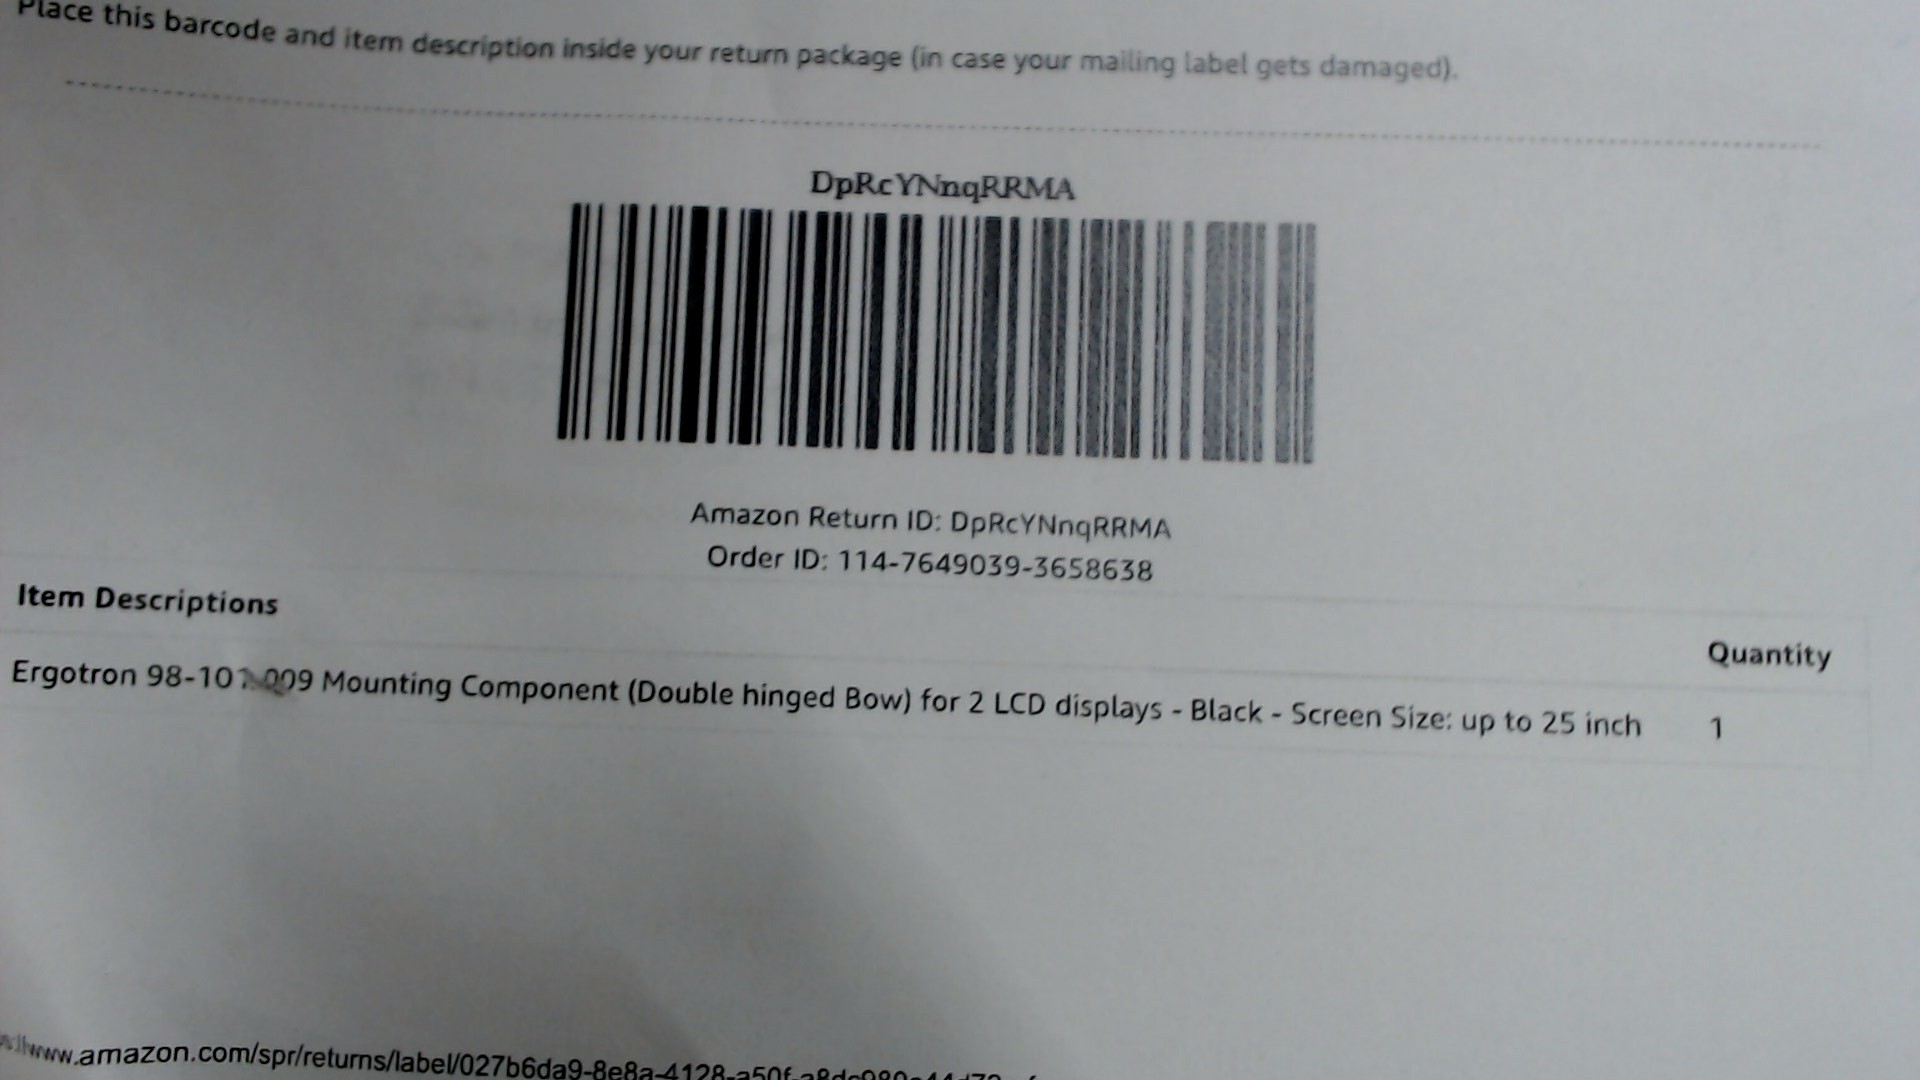 Place this barcode and item description inside your return package (in case your mailing label gets damaged).
DpRcYNnqRRMA
Amazon Return ID: DpRcYNnqRRMA
Order ID: 114-7649039-3658638
Item Descriptions
Quantity
Ergotron Mounting Component (Double hinged Bow) for 2 LCD displays - Black - Screen Size: up to 25 inch 1